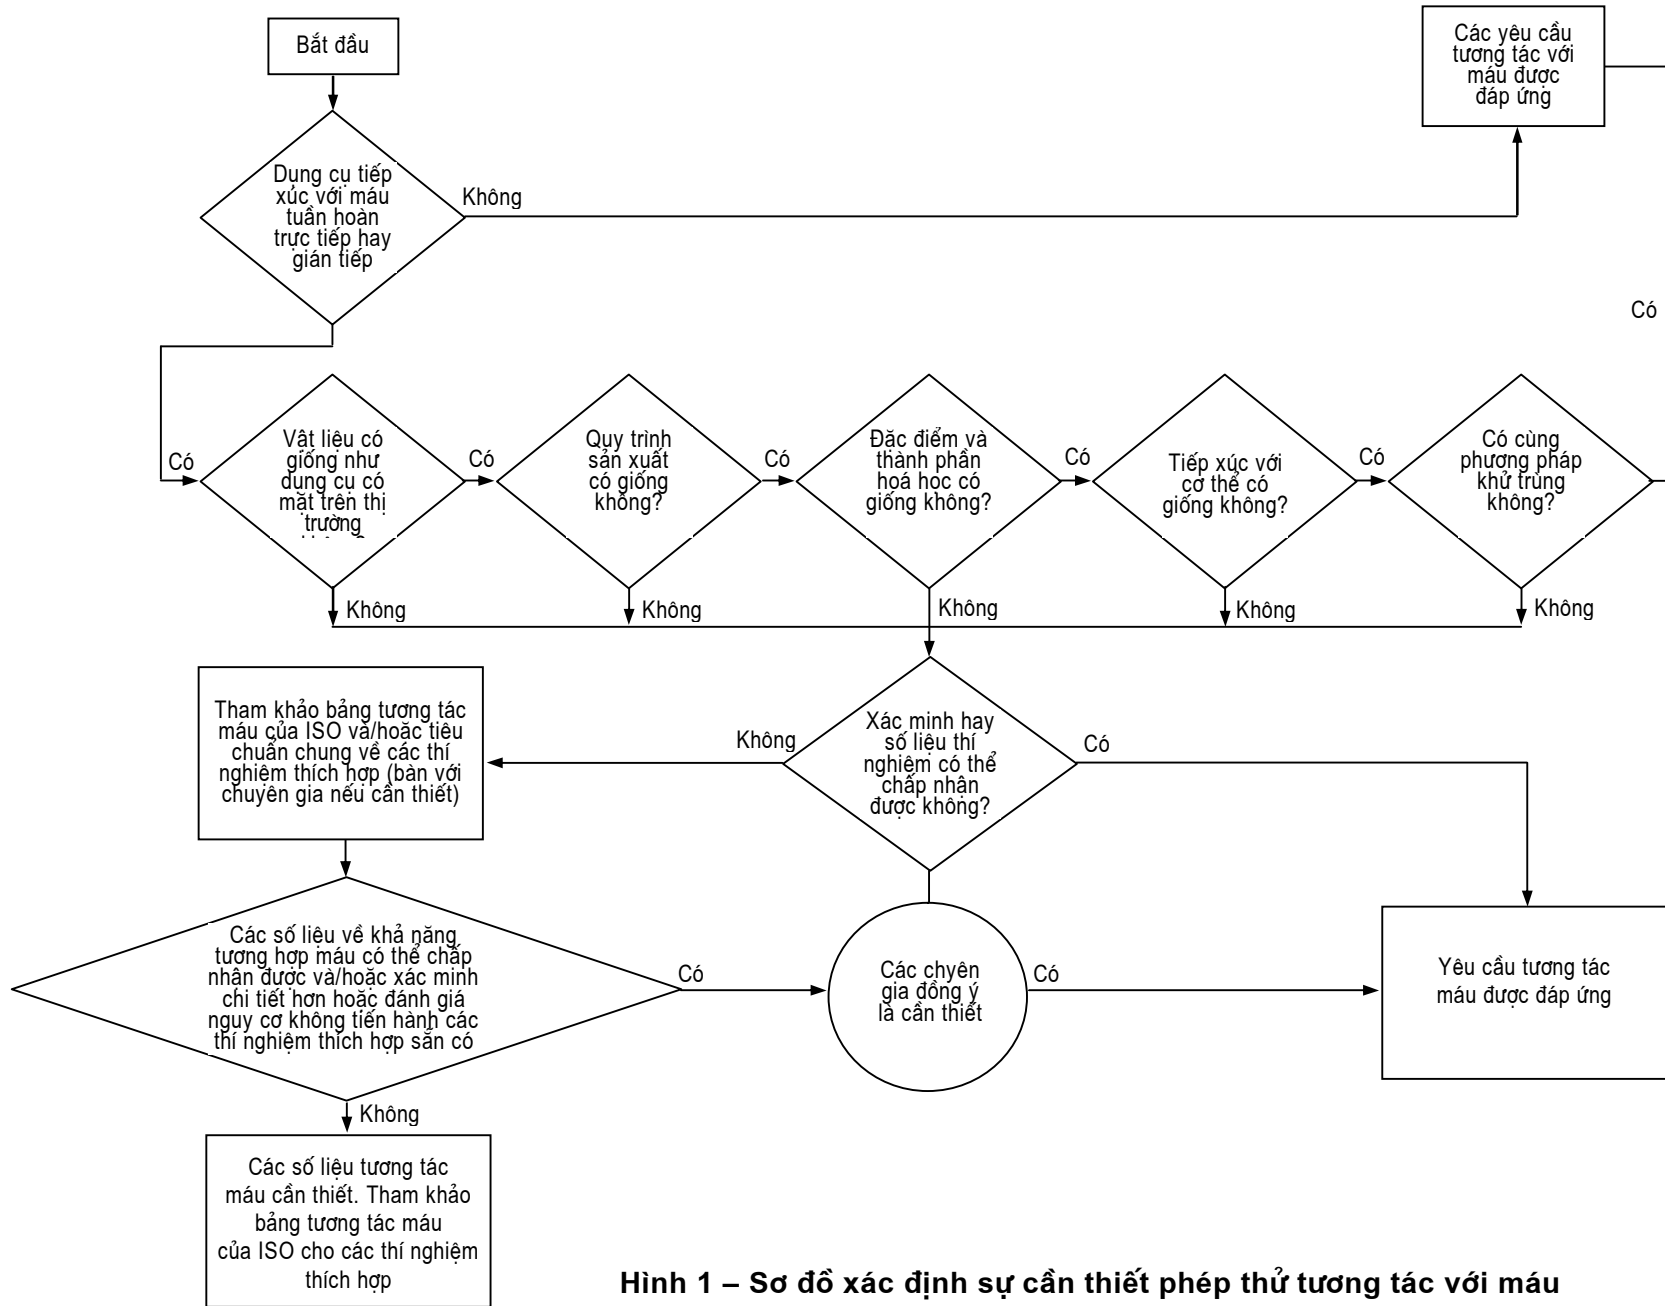 Bắt đầu
Các yêu cầu
tương tác với
máu được
đáp ứng
Dụng cụ tiếp
xúc với máu
tuần hoàn
trực tiếp hay
gián tiếp
Không
Có
Có
Vật liệu có
giống như
dụng cụ có
mặt trên thị
trường
Có
Quy trình
sản xuất
có giống
không?
Có
Đặc điểm và
thành phần
hoá học có
giống không?
Có
Tiếp xúc với
cơ thể có
giống không?
Có
Có cùng
phương pháp
khử trùng
không?
Không
Không
Không
Không
Không
Tham khảo bảng tương tác
máu của ISO và/hoặc tiêu
chuẩn chung về các thí
nghiệm thích hợp (bàn với
chuyên gia nếu cần thiết)
Không
Xác minh hay
số liệu thí
nghiệm có thể
chấp nhận
được không?
Có
Các số liệu về khả năng
tương hợp máu có thể chấp
nhận được và/hoặc xác minh
chi tiết hơn hoặc đánh giá
nguy cơ không tiến hành các
thí nghiệm thích hợp sẵn có
Có
Các chyên
gia đồng ý
là cần thiết
Có
Yêu cầu tương tác
máu được đáp ứng
Không
Các số liệu tương tác
máu cần thiết. Tham khảo
bảng tương tác máu
của ISO cho các thí nghiệm
thích hợp
Hình 1 – Sơ đồ xác định sự cần thiết phép thử tương tác với máu